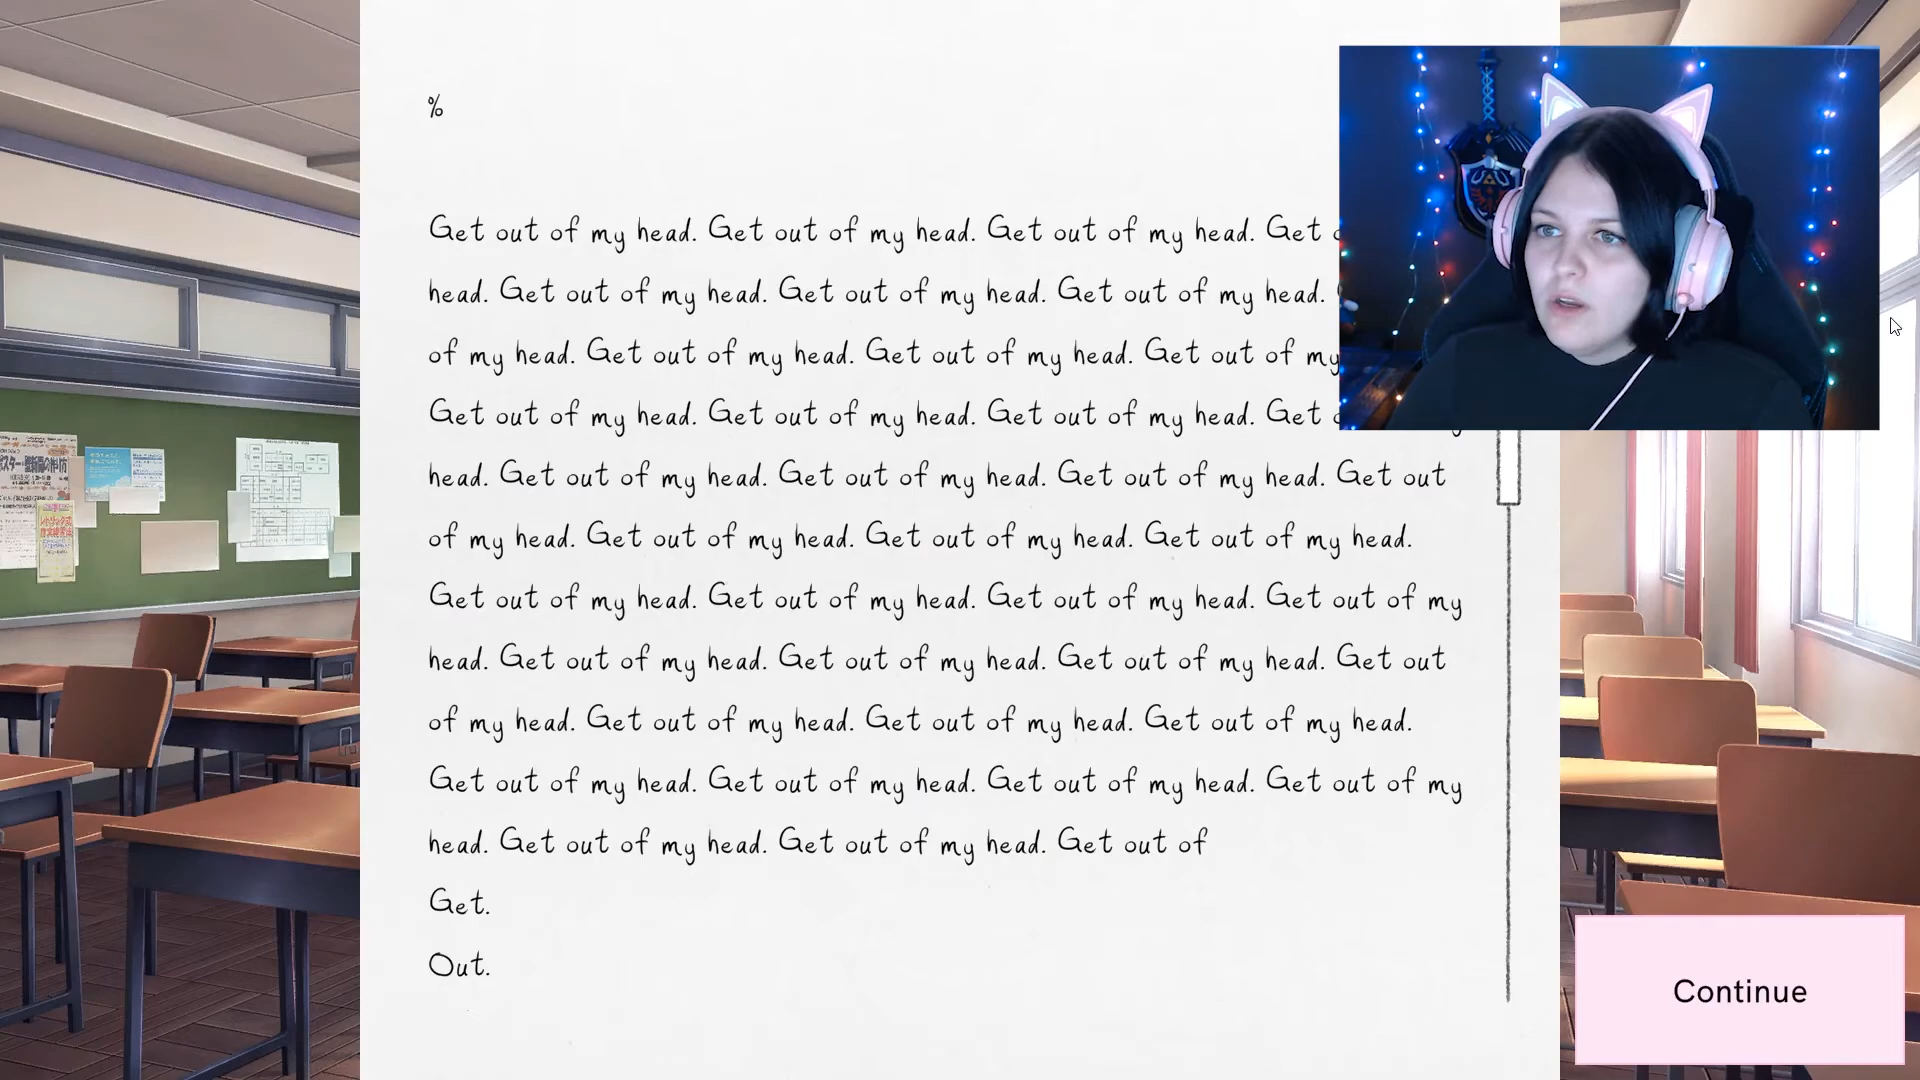 %
Get out of my head. Get out of my head. Get out of my head. Get
head. Get out of my head. Get out of my head. Get out of my head.
of my head. Get out of my head. Get out of my head. Get out of my
Get out of my head. Get out of my head. Get out of my head. Get
head. Get out of my head. Get out of my head. Get out of my head. Get out
of my head. Get out of my head. Get out of my head. Get out of my head.
Get out of my head. Get out of my head. Get out of my head. Get out of my
head. Get out of my head. Get out of my head. Get out of my head. Get out
of my head. Get out of my head. Get out of my head. Get out of my head.
Get out of my head. Get out of my head. Get out of my head. Get out of my
head. Get out of my head. Get out of my head. Get out of
Get.
Out.
Continue